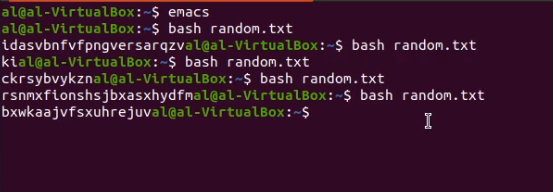 al@al-VirtualBox:~$ emacs
al@al-VirtualBox:~$ bash random.txt
idasvbnfvfpngversarqzval@al-VirtualBox:~$ bash random.txt
kial@al-VirtualBox:~$ bash random.txt
ckrsybvykznal@al-VirtualBox:~$ bash random.txt
rsnmxfionshsjbxasxhydfmal@al-VirtualBox:~$ bash random.txt
bxwkaajvfsxuhrejuval@al-VirtualBox:~$